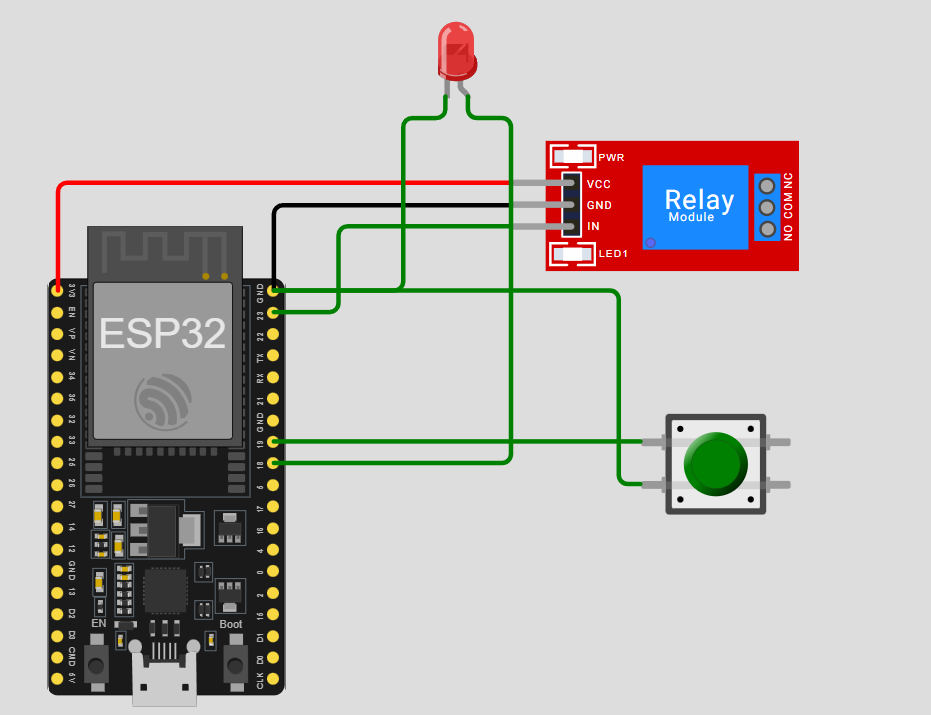 PWR
VCC
GND
IN
LED1
Relay
Module
NO COM NC
ESP32
3V3
EN
VP
VN
34
35
32
33
25
26
27
14
12
GND
13
D2
D3
CMD
5V
GND
23
22
TX
RX
21
GND
19
18
5
17
16
4
0
2
15
D1
D0
CLK
EN
Boot